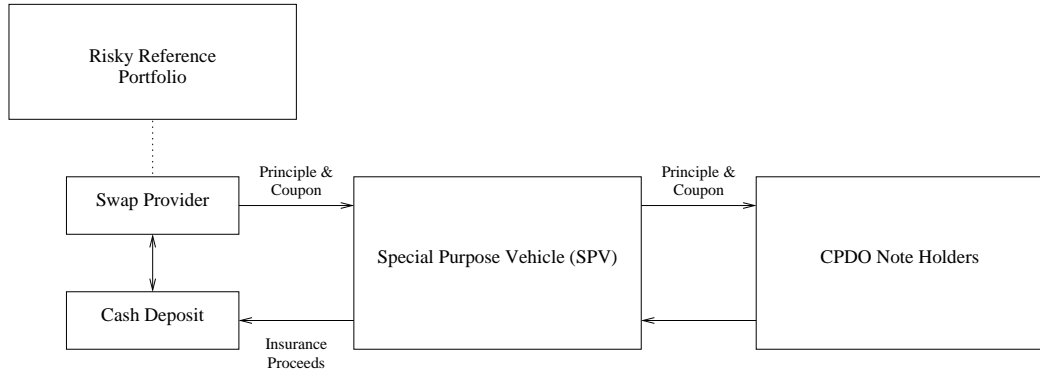 Risky Reference
Portfolio
Principle &
Coupon
Principle &
Coupon
Swap Provider
Special Purpose Vehicle (SPV)
CPDO Note Holders
Cash Deposit
Insurance
Proceeds